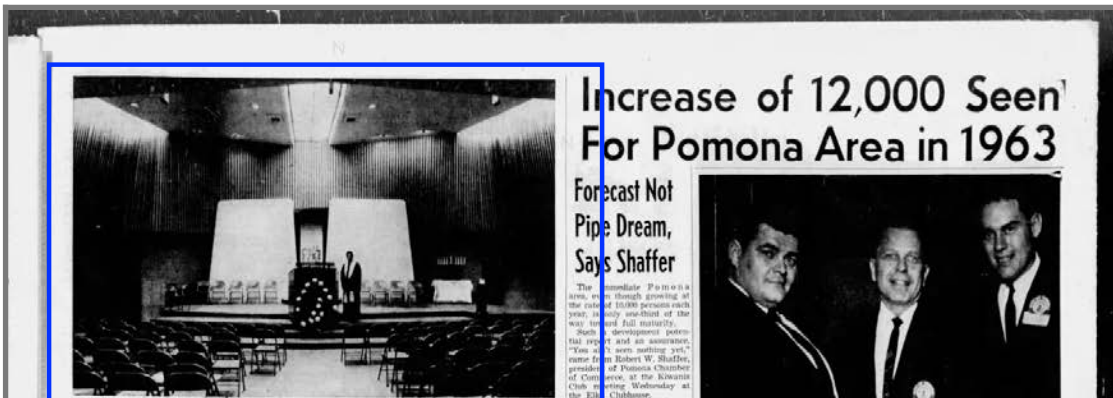 Increase of 12,000 Seen
For Pomona Area in 1963
Forecast Not
Pipe Dream,
Says Shaffer
The immediate Pomona
area, even though growing at
the rate of 10,000 persons each
year, is only one-third of the
way toward full maturity.
Such a development poten-
tial report and an assurance,
"You ain't seen nothing yet,"
came from Robert W. Shaffer,
president of Pomona Chamber
of Commerce, at the Kiwanis
Club meeting Wednesday at
the Elks Clubhouse.